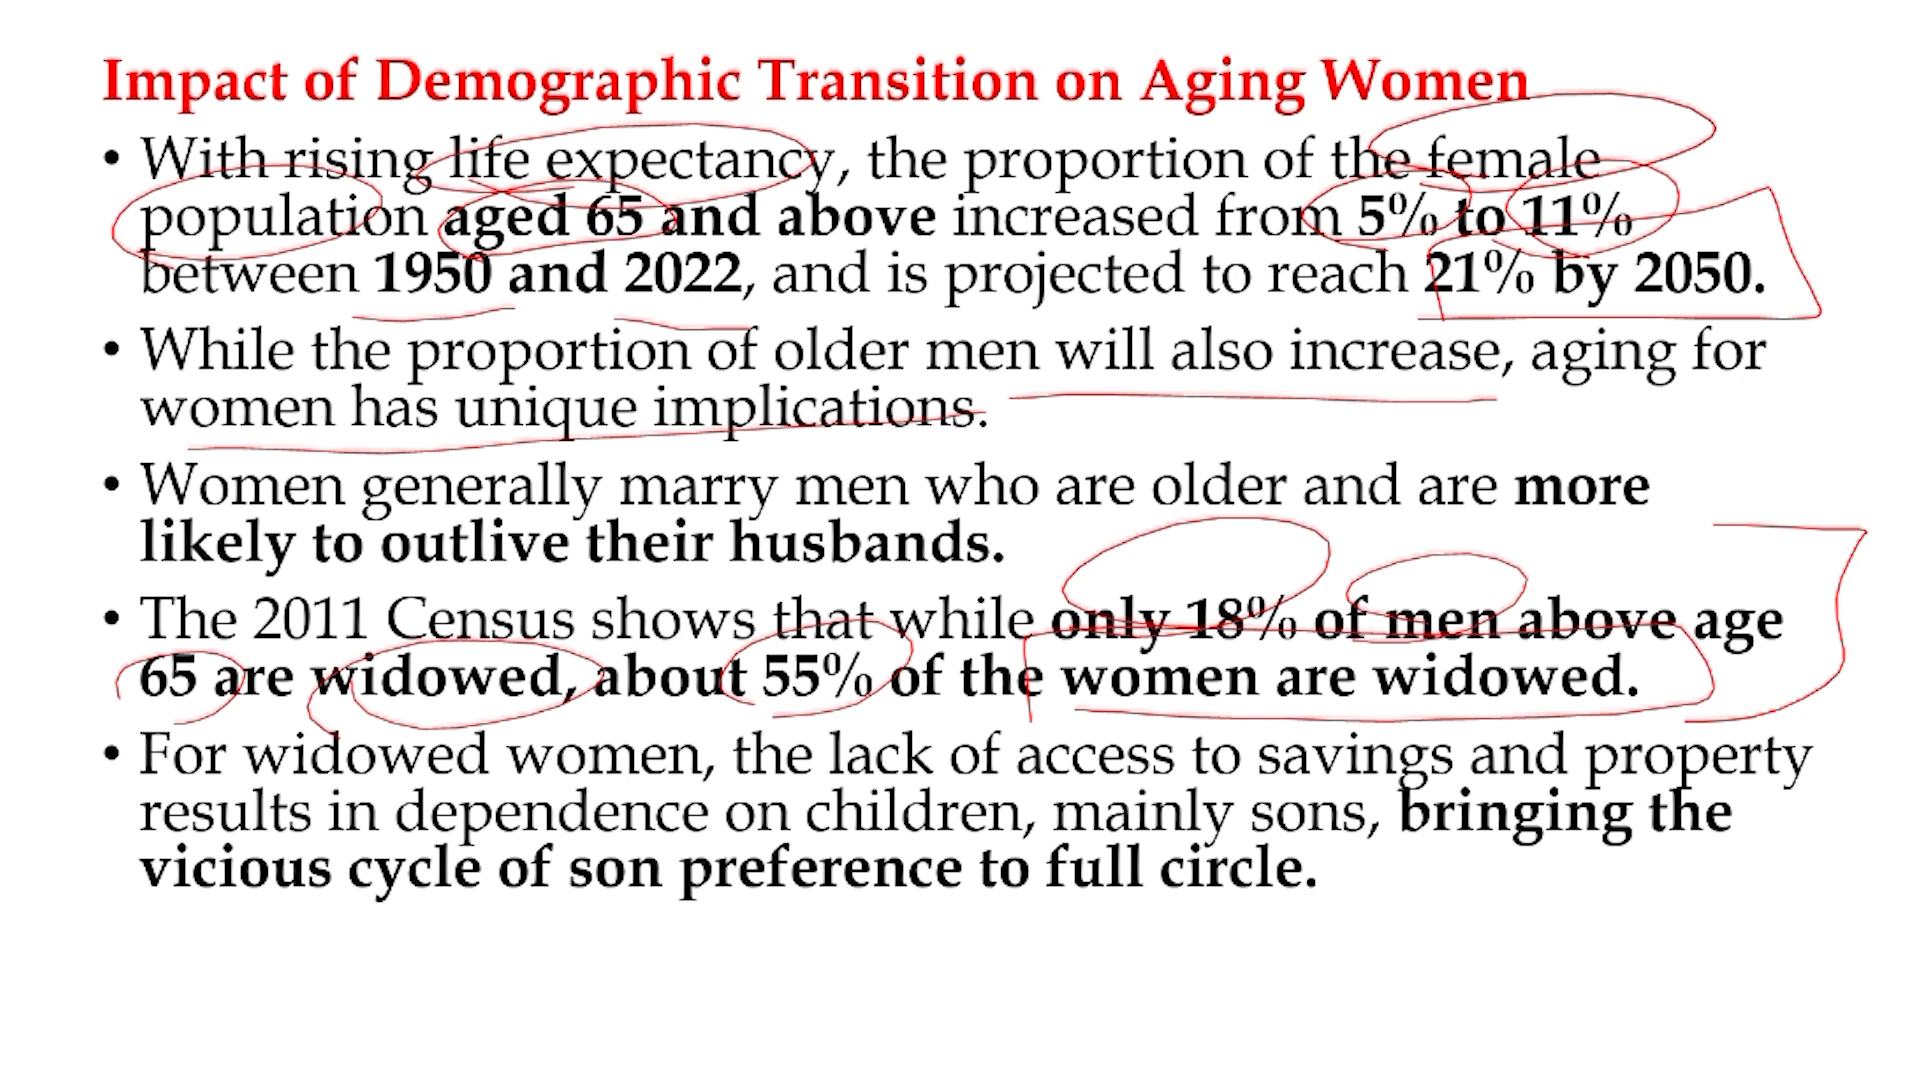 Impact of Demographic Transition on Aging Women
• With rising life expectancy, the proportion of the female
population aged 65 and above increased from 5% to 11%
between 1950 and 2022, and is projected to reach 21% by 2050.
• While the proportion of older men will also increase, aging for
women has unique implications.
• Women generally marry men who are older and are more
likely to outlive their husbands.
• The 2011 Census shows that while only 18% of men above age
65 are widowed, about 55% of the women are widowed.
• For widowed women, the lack of access to savings and property
results in dependence on children, mainly sons, bringing the
vicious cycle of son preference to full circle.